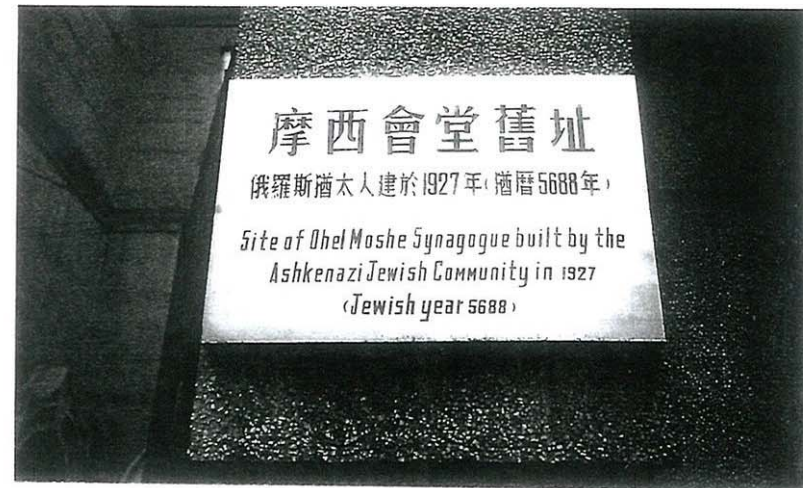 摩西會堂舊址
俄羅斯猶太人建於1927年(猶曆5688年)
Site of Ohel Moshe Synagogue built by the
Ashkenazi Jewish Community in 1927
(Jewish year 5688)